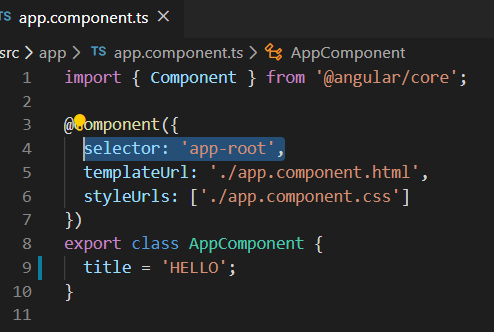 TS app.component.ts ×
src > app > TS app.component.ts > AppComponent
1 import { Component } from '@angular/core';
2
3 @Component({
4 selector: 'app-root',
5 templateUrl: './app.component.html',
6 styleUrls: ['./app.component.css']
7 })
8 export class AppComponent {
9 title = 'HELLO';
10 }
11